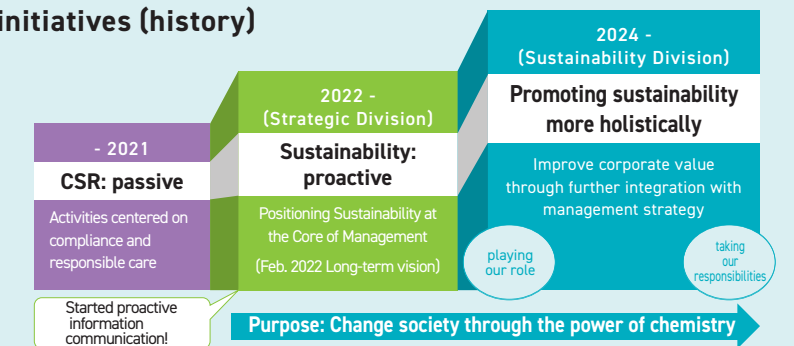 initiatives (history)
- 2021
CSR: passive
Activities centered on
compliance and
responsible care
Started proactive
information
communication!
2022 -
(Strategic Division)
Sustainability:
proactive
Positioning Sustainability at
the Core of Management
(Feb. 2022 Long-term vision)
2024 -
(Sustainability Division)
Promoting sustainability
more holistically
Improve corporate value
through further integration with
management strategy
playing
our role
taking
our
responsibilities
Purpose: Change society through the power of chemistry